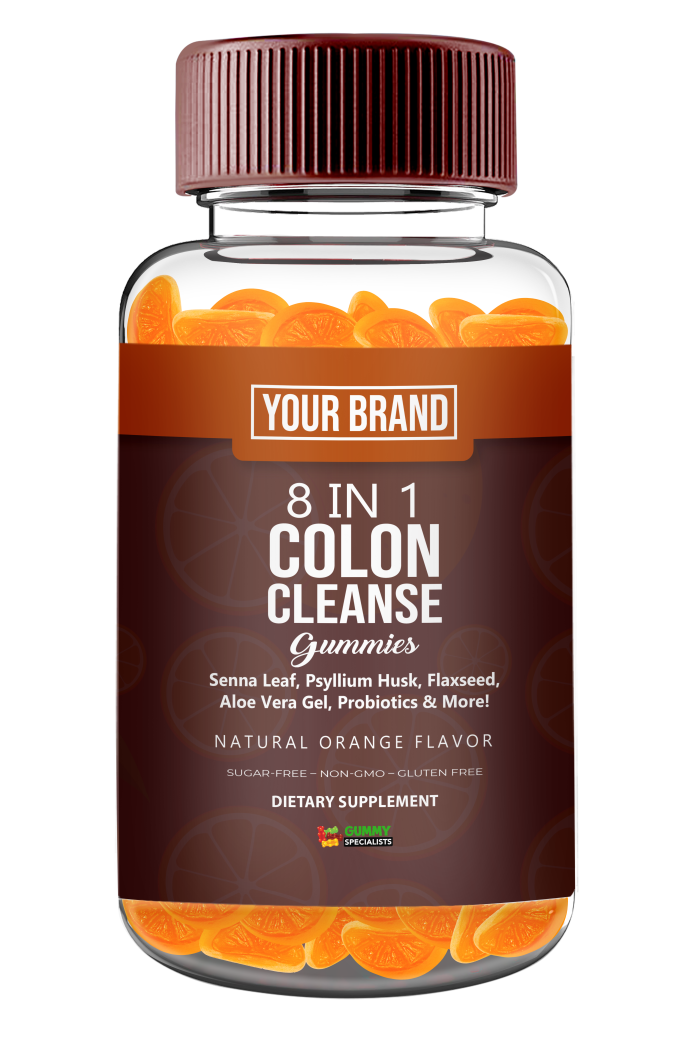 YOUR BRAND
8 IN 1
COLON
CLEANSE
Gummies
Senna Leaf, Psyllium Husk, Flaxseed,
Aloe Vera Gel, Probiotics & More!
NATURAL ORANGE FLAVOR
SUGAR-FREE – NON-GMO – GLUTEN FREE
DIETARY SUPPLEMENT
GUMMY
SPECIALISTS